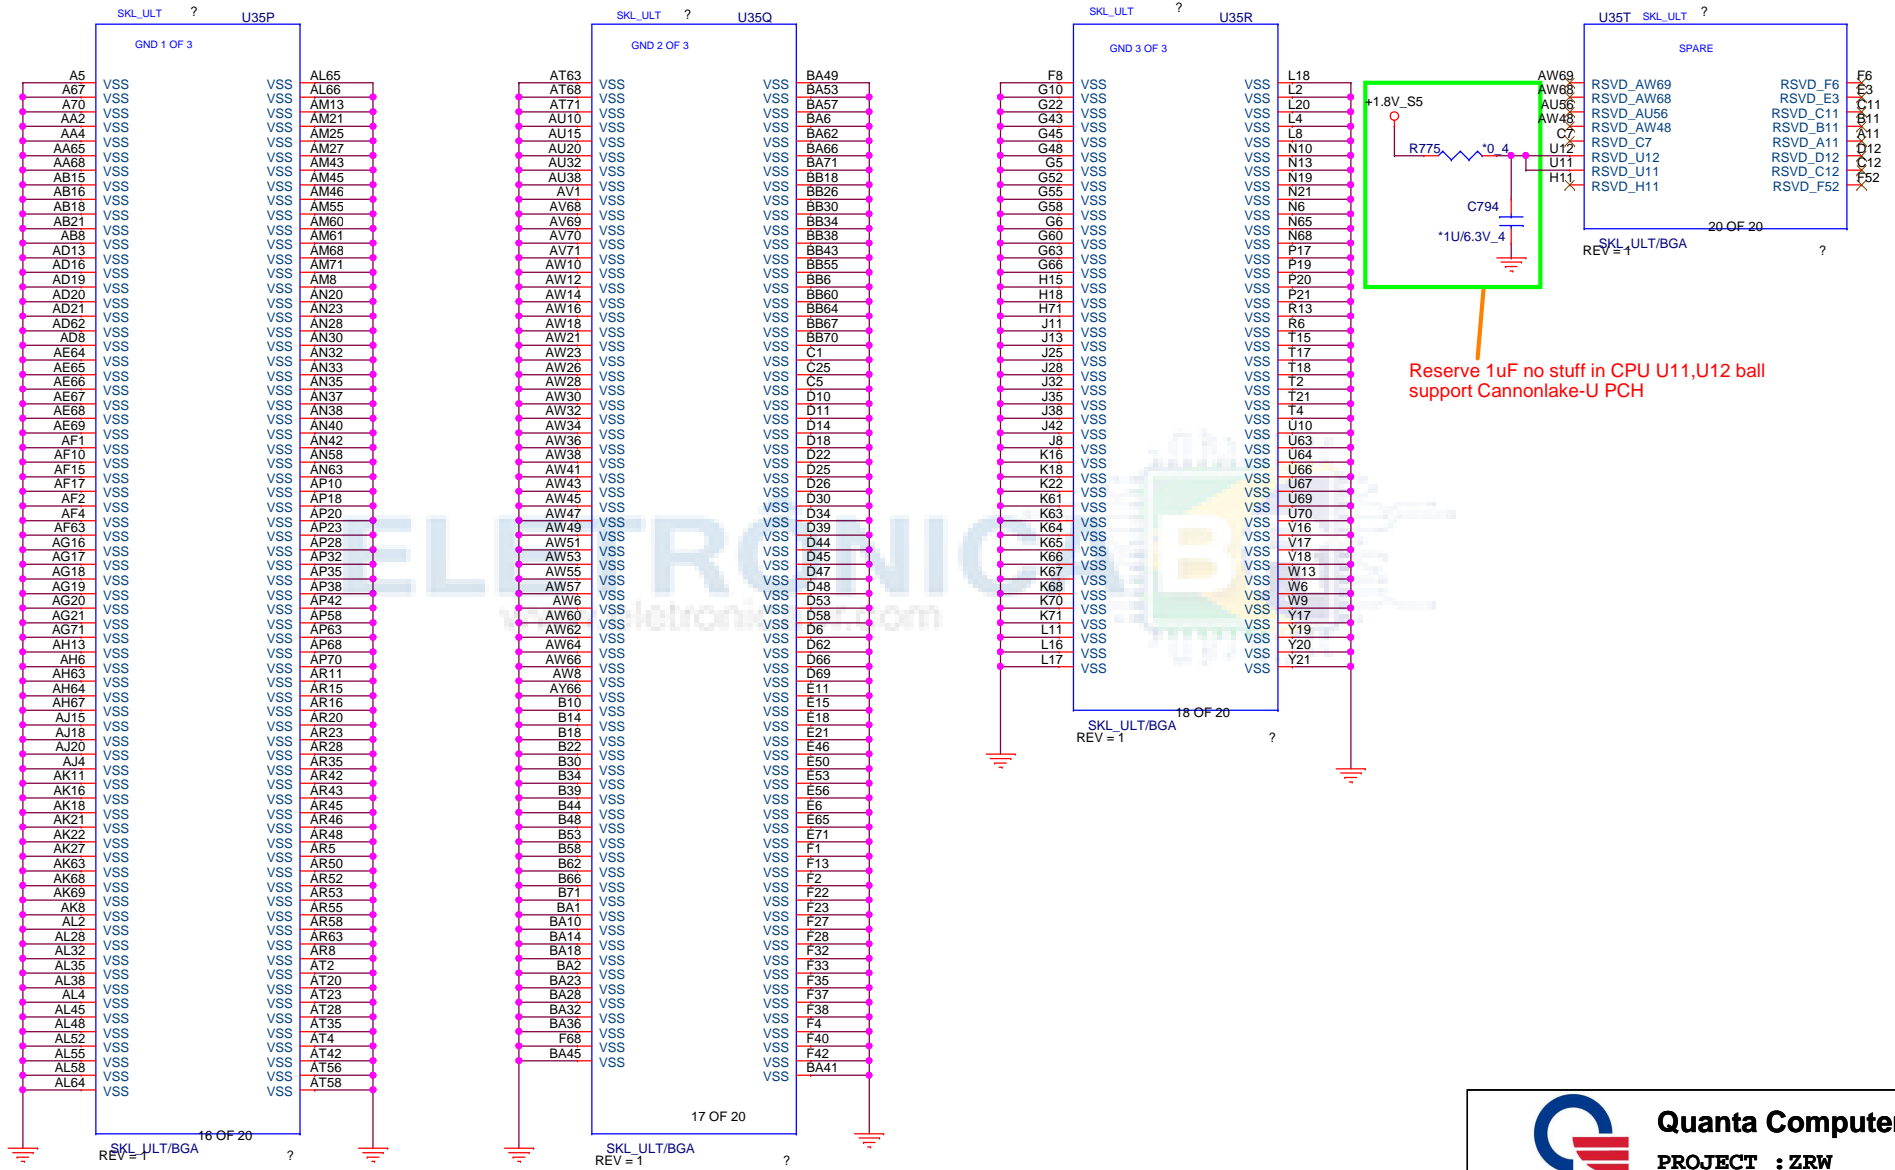 SKL_ULT ? U35P
GND 1 OF 3
A5 VSS VSS AL65
A67 VSS VSS AL66
A70 VSS VSS AM13
AA2 VSS VSS AM21
AA4 VSS VSS AM25
AA65 VSS VSS AM27
AA68 VSS VSS AM43
AB15 VSS VSS AM45
AB16 VSS VSS AM46
AB18 VSS VSS AM55
AB21 VSS VSS AM60
AB8 VSS VSS AM61
AD13 VSS VSS AM68
AD16 VSS VSS AM71
AD19 VSS VSS AM8
AD20 VSS VSS AN20
AD21 VSS VSS AN23
AD62 VSS VSS AN28
AD8 VSS VSS AN30
AE64 VSS VSS AN32
AE65 VSS VSS AN33
AE66 VSS VSS AN35
AE67 VSS VSS AN37
AE68 VSS VSS AN38
AE69 VSS VSS AN40
AF1 VSS VSS AN42
AF10 VSS VSS AN58
AF15 VSS VSS AN63
AF17 VSS VSS AP10
AF2 VSS VSS AP18
AF4 VSS VSS AP20
AF63 VSS VSS AP23
AG16 VSS VSS AP28
AG17 VSS VSS AP32
AG18 VSS VSS AP35
AG19 VSS VSS AP38
AG20 VSS VSS AP42
AG21 VSS VSS AP58
AG71 VSS VSS AP63
AH13 VSS VSS AP68
AH6 VSS VSS AP70
AH63 VSS VSS AR11
AH64 VSS VSS AR15
AH67 VSS VSS AR16
AJ15 VSS VSS AR20
AJ18 VSS VSS AR23
AJ20 VSS VSS AR28
AJ4 VSS VSS AR35
AK11 VSS VSS AR42
AK16 VSS VSS AR43
AK18 VSS VSS AR45
AK21 VSS VSS AR46
AK22 VSS VSS AR48
AK27 VSS VSS AR5
AK63 VSS VSS AR50
AK68 VSS VSS AR52
AK69 VSS VSS AR53
AK8 VSS VSS AR55
AL2 VSS VSS AR58
AL28 VSS VSS AR63
AL32 VSS VSS AR8
AL35 VSS VSS AT2
AL38 VSS VSS AT20
AL4 VSS VSS AT23
AL45 VSS VSS AT28
AL48 VSS VSS AT35
AL52 VSS VSS AT4
AL55 VSS VSS AT42
AL58 VSS VSS AT56
AL64 VSS VSS AT58
16 OF 20
SKL_ULT/BGA
REV = 1 ?
SKL_ULT ? U35Q
GND 2 OF 3
AT63 VSS VSS BA49
AT68 VSS VSS BA53
AT71 VSS VSS BA57
AU10 VSS VSS BA6
AU15 VSS VSS BA62
AU20 VSS VSS BA66
AU32 VSS VSS BA71
AU38 VSS VSS BB18
AV1 VSS VSS BB26
AV68 VSS VSS BB30
AV69 VSS VSS BB34
AV70 VSS VSS BB38
AV71 VSS VSS BB43
AW10 VSS VSS BB55
AW12 VSS VSS BB6
AW14 VSS VSS BB60
AW16 VSS VSS BB64
AW18 VSS VSS BB67
AW21 VSS VSS BB70
AW23 VSS VSS C1
AW26 VSS VSS C25
AW28 VSS VSS C5
AW30 VSS VSS D10
AW32 VSS VSS D11
AW34 VSS VSS D14
AW36 VSS VSS D18
AW38 VSS VSS D22
AW41 VSS VSS D25
AW43 VSS VSS D26
AW45 VSS VSS D30
AW47 VSS VSS D34
AW49 VSS VSS D39
AW51 VSS VSS D44
AW53 VSS VSS D45
AW55 VSS VSS D47
AW57 VSS VSS D48
AW6 VSS VSS D53
AW60 VSS VSS D58
AW62 VSS VSS D6
AW64 VSS VSS D62
AW66 VSS VSS D66
AW8 VSS VSS D69
AY66 VSS VSS E11
B10 VSS VSS E15
B14 VSS VSS E18
B18 VSS VSS E21
B22 VSS VSS E46
B30 VSS VSS E50
B34 VSS VSS E53
B39 VSS VSS E56
B44 VSS VSS E6
B48 VSS VSS E65
B53 VSS VSS E71
B58 VSS VSS F1
B62 VSS VSS F13
B66 VSS VSS F2
B71 VSS VSS F22
BA1 VSS VSS F23
BA10 VSS VSS F27
BA14 VSS VSS F28
BA18 VSS VSS F32
BA2 VSS VSS F33
BA23 VSS VSS F35
BA28 VSS VSS F37
BA32 VSS VSS F38
BA36 VSS VSS F4
F68 VSS VSS F40
BA45 VSS VSS F42
VSS BA41
17 OF 20
SKL_ULT/BGA
REV = 1 ?
SKL_ULT ? U35R
GND 3 OF 3
F8 VSS VSS L18
G10 VSS VSS L2
G22 VSS VSS L20
G43 VSS VSS L4
G45 VSS VSS L8
G48 VSS VSS N10
G5 VSS VSS N13
G52 VSS VSS N19
G55 VSS VSS N21
G58 VSS VSS N6
G6 VSS VSS N65
G60 VSS VSS N68
G63 VSS VSS P17
G66 VSS VSS P19
H15 VSS VSS P20
H18 VSS VSS P21
H71 VSS VSS R13
J11 VSS VSS R6
J13 VSS VSS T15
J25 VSS VSS T17
J28 VSS VSS T18
J32 VSS VSS T2
J35 VSS VSS T21
J38 VSS VSS T4
J42 VSS VSS U10
J8 VSS VSS U63
K16 VSS VSS U64
K18 VSS VSS U66
K22 VSS VSS U67
K61 VSS VSS U69
K63 VSS VSS U70
K64 VSS VSS V16
K65 VSS VSS V17
K66 VSS VSS V18
K67 VSS VSS W13
K68 VSS VSS W6
K70 VSS VSS W9
K71 VSS VSS Y17
L11 VSS VSS Y19
L16 VSS VSS Y20
L17 VSS VSS Y21
18 OF 20
SKL_ULT/BGA
REV = 1 ?
U35T SKL_ULT ?
SPARE
AW69 RSVD_AW69 RSVD_F6 F6
AW68 RSVD_AW68 RSVD_E3 E3
AU56 RSVD_AU56 RSVD_C11 C11
AW48 RSVD_AW48 RSVD_B11 B11
C7 RSVD_C7 RSVD_A11 A11
U12 RSVD_U12 RSVD_D12 D12
U11 RSVD_U11 RSVD_C12 C12
H11 RSVD_H11 RSVD_F52 F52
20 OF 20
SKL_ULT/BGA
REV = 1 ?
+1.8V_S5
R775 *0_4
C794
*1U/6.3V_4
Reserve 1uF no stuff in CPU U11,U12 ball
support Cannonlake-U PCH
ELETRÔNICA B
Quanta Computer
PROJECT : ZRW